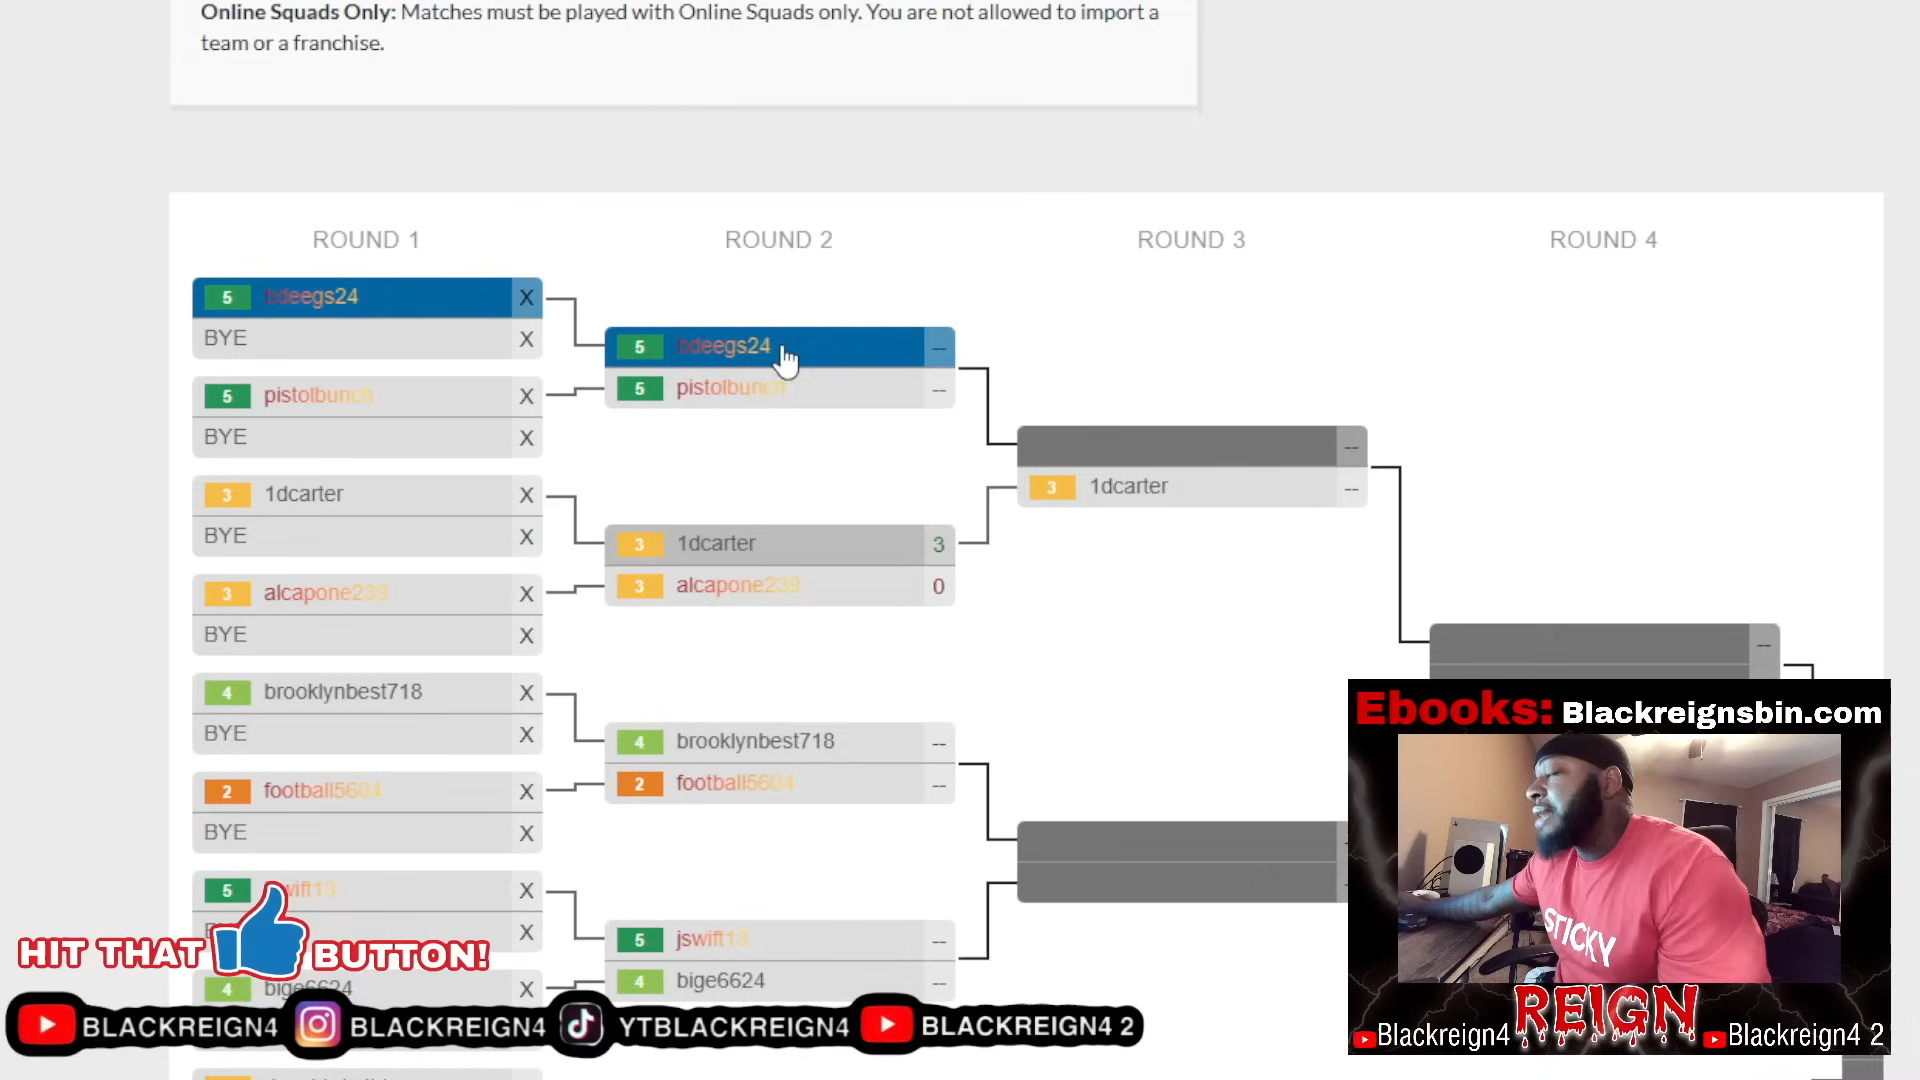 Online Squads Only: Matches must be played with Online Squads only. You are not allowed to import a
team or a franchise.
ROUND 1
ROUND 2
ROUND 3
ROUND 4
5 bdeegs24 X
BYE X
5 pistolbunch X
BYE X
3 1dcarter X
BYE X
3 alcapone239 X
BYE X
4 brooklynbest718 X
BYE X
2 football5604 X
BYE X
5 jswift13 X
X
4 bige6624 X
5 bdeegs24 --
5 pistolbunch --
3 1dcarter 3
3 alcapone239 0
4 brooklynbest718 --
2 football5604 --
5 jswift13 --
4 bige6624 --
--
3 1dcarter --
--
HIT THAT BUTTON!
BLACKREIGN4
BLACKREIGN4
YTBLACKREIGN4
BLACKREIGN4 2
Ebooks: Blackreignsbin.com
STICKY
REIGN
Blackreign4
Blackreign4 2